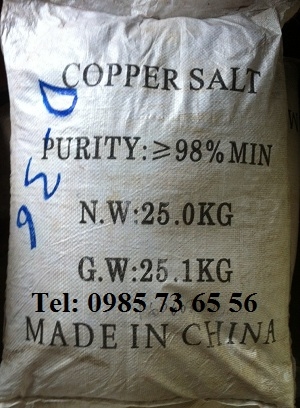 COPPER SALT
PURITY:≥98%MIN
N.W:25.0KG
G.W:25.1KG
Tel: 0985 73 65 56
MADE IN CHINA